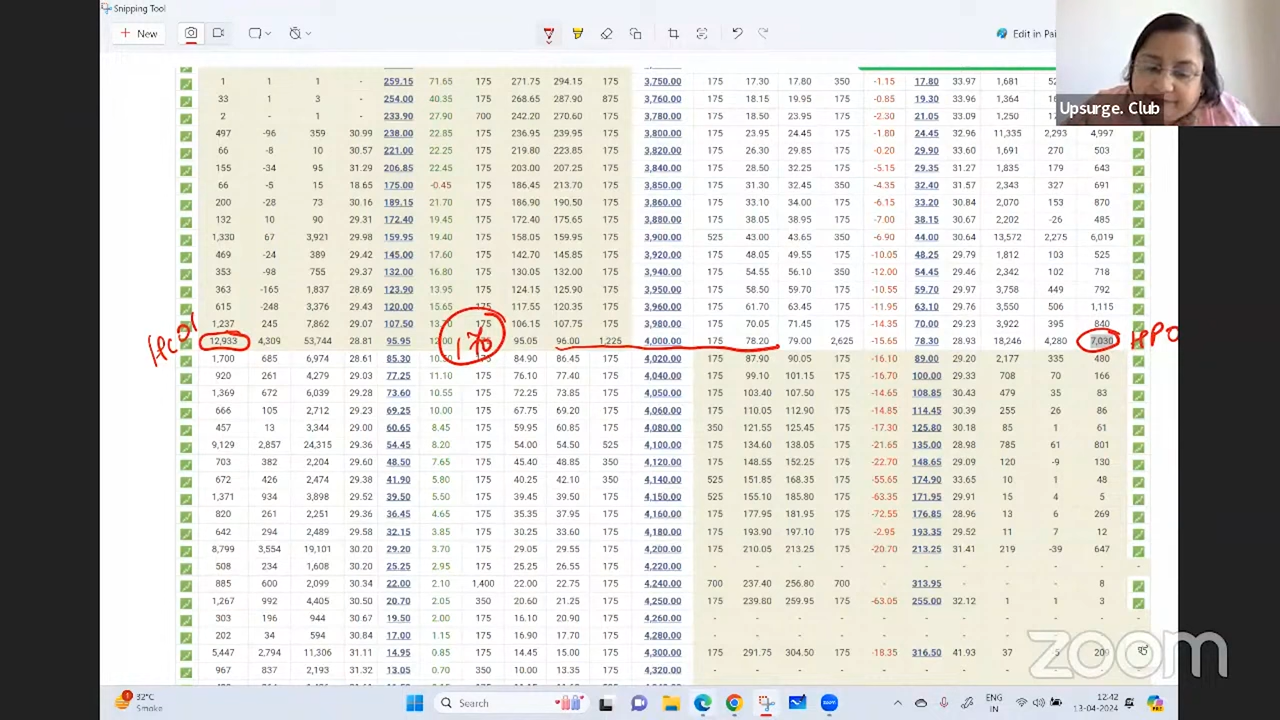 Snipping Tool
New
Edit in Pai
Upsurge. Club
1 1 1 - 259.15 71.65 175 271.75 294.15 175 3,750.00 175 17.30 17.80 350 -1.15 17.80 33.97 1,681
33 1 3 - 254.00 40.35 175 268.65 287.90 875 3,760.00 175 18.15 19.95 175 -0.85 19.30 33.96 1,364
2 - 1 233.90 27.90 700 242.20 270.60 175 3,780.00 175 18.50 23.95 175 -2.30 21.05 33.09 1,250
497 -96 359 30.99 238.00 22.85 175 236.95 239.95 175 3,800.00 175 23.95 24.45 175 -1.80 24.45 32.96 11,335 2,293 4,997
66 -8 10 30.57 221.00 2.25 175 219.80 223.85 175 3,820.00 175 26.30 29.85 175 -0.20 29.90 33.60 1,691 270 503
155 -34 95 31.29 206.85 22.45 175 203.00 207.25 175 3,840.00 175 28.50 32.25 175 -5.15 29.35 31.27 1,835 179 643
66 -5 15 18.65 175.00 -0.45 175 186.45 213.70 175 3,850.00 175 31.30 32.45 350 -4.35 32.40 31.57 2,343 327 691
200 -28 73 30.16 189.15 21.70 175 186.90 190.50 175 3,860.00 175 33.10 34.00 175 -6.15 33.20 30.84 2,070 153 870
132 10 90 29.31 172.40 19.45 175 172.40 175.65 175 3,880.00 175 38.05 38.95 175 -7.00 38.15 30.67 2,202 -26 485
1,330 67 3,921 29.98 159.95 19.40 175 158.05 159.95 175 3,900.00 525 43.00 43.65 350 -6.90 44.00 30.64 13,572 2,275 6,019
469 -24 389 29.42 145.00 17.60 175 142.70 145.85 175 3,920.00 175 48.05 49.55 175 -10.05 48.25 29.79 1,812 103 525
353 -98 755 29.37 132.00 16.80 175 130.05 132.00 175 3,940.00 175 54.55 56.10 350 -12.00 54.45 29.46 2,342 102 718
363 -165 1,837 28.69 123.90 13.95 175 124.15 125.90 175 3,950.00 175 58.50 59.70 175 -10.55 59.70 29.97 3,758 449 792
615 -248 3,376 29.43 120.00 175 117.55 120.35 175 3,960.00 175 61.70 63.45 175 -11.95 63.10 29.76 3,550 506 1,115
1,237 245 7,862 29.07 107.50 175 106.15 107.75 175 3,980.00 175 70.05 71.45 175 -14.35 70.00 29.23 3,922 395 840
12,933 4,309 53,748 28.81 95.95 95.05 96.00 1,225 4,000.00 175 78.20 79.00 2,625 -15.65 78.30 28.93 18,246 4,280 7,030
1,700 685 6,974 28.61 85.30 175 84.90 86.45 175 4,020.00 175 87.90 90.05 175 -16.10 89.00 29.20 2,177 335 480
920 261 4,279 29.03 77.25 175 76.10 77.40 175 4,040.00 175 99.10 101.15 175 -16.70 100.00 29.33 708 70 166
1,369 672 6,039 29.28 73.60 10.55 175 72.25 73.85 175 4,050.00 175 103.40 107.50 175 -14.65 108.85 30.43 479 35 83
666 105 2,712 29.23 69.25 10.00 175 67.75 69.20 175 4,060.00 175 110.05 112.90 175 -14.85 114.45 30.39 255 26 86
457 13 3,344 29.00 60.65 8.45 175 59.95 60.85 175 4,080.00 350 121.55 125.45 175 -17.30 125.80 30.18 85 1 61
9,129 2,857 24,315 29.36 54.45 8.20 175 54.00 54.50 525 4,100.00 175 134.60 138.05 175 -21.65 135.00 28.98 785 61 801
703 382 2,204 29.60 48.50 7.65 175 45.40 48.85 350 4,120.00 175 148.55 152.25 175 -22.70 148.65 29.09 120 -9 130
672 426 2,474 29.38 41.90 5.80 175 40.25 42.10 350 4,140.00 525 151.85 168.35 175 -55.65 174.90 33.65 10 1 48
1,371 934 3,898 29.52 39.50 5.50 175 39.45 39.50 175 4,150.00 525 155.10 185.80 175 -63.35 171.95 29.91 15 4 5
820 261 2,251 29.36 36.45 4.65 175 35.35 37.95 175 4,160.00 175 177.95 181.95 175 -72.55 176.85 28.96 13 6 269
642 294 2,489 29.58 32.15 3.85 175 30.25 33.60 175 4,180.00 175 193.90 197.10 175 -2.95 193.35 29.52 11 7 12
8,799 3,554 19,101 30.20 29.20 3.70 175 29.05 29.55 175 4,200.00 175 210.05 213.25 175 -20.70 213.25 31.41 219 -39 647
508 234 1,608 30.20 25.25 2.95 175 25.25 26.55 175 4,220.00 - - - - - - - - - -
885 600 2,099 30.34 22.00 2.10 1,400 22.00 22.75 175 4,240.00 700 237.40 256.80 700 313.95 - - - 8
1,267 992 4,405 30.50 20.70 2.05 350 20.60 21.25 175 4,250.00 175 239.80 259.95 175 -63.05 255.00 32.12 1 1 3
303 196 944 30.67 19.50 2.00 175 16.10 20.90 175 4,260.00 - - - - - - - - - -
202 34 594 30.84 17.00 1.15 175 16.90 17.70 175 4,280.00 - - - - - - - - - -
5,447 2,794 11,306 31.11 14.95 0.85 175 14.45 15.00 175 4,300.00 175 291.75 304.50 175 -18.35 316.50 41.93 37 5
967 837 2,193 31.32 13.05 0.70 350 10.00 13.35 175 4,320.00 - - - - - - - - -
170
zoom
32°C
Smoke
Search
ENG
IN
12:42
13-04-2024